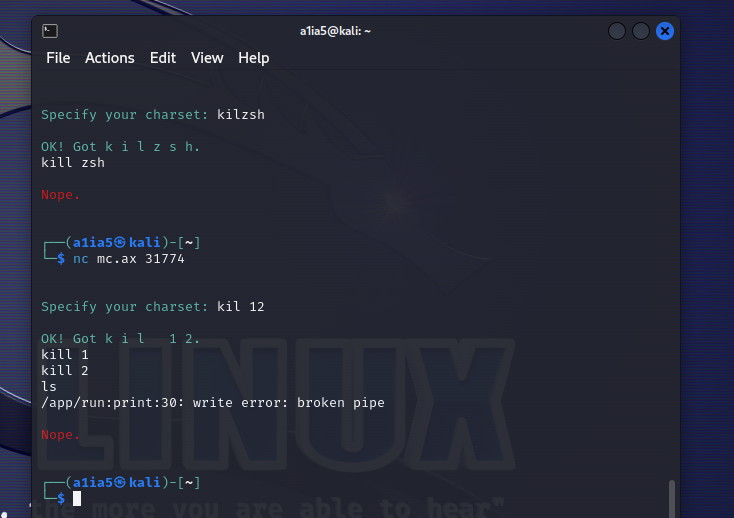 a1ia5@kali: ~
File Actions Edit View Help
Specify your charset: kilzsh
OK! Got k i l z s h.
kill zsh
Nope.
┌──(a1ia5㉿kali)-[~]
└─$ nc mc.ax 31774
Specify your charset: kil 12
OK! Got k i l   1 2.
kill 1
kill 2
ls
/app/run:print:30: write error: broken pipe
Nope.
LINUX
┌──(a1ia5㉿kali)-[~]
└─$
the more you are able to hear"